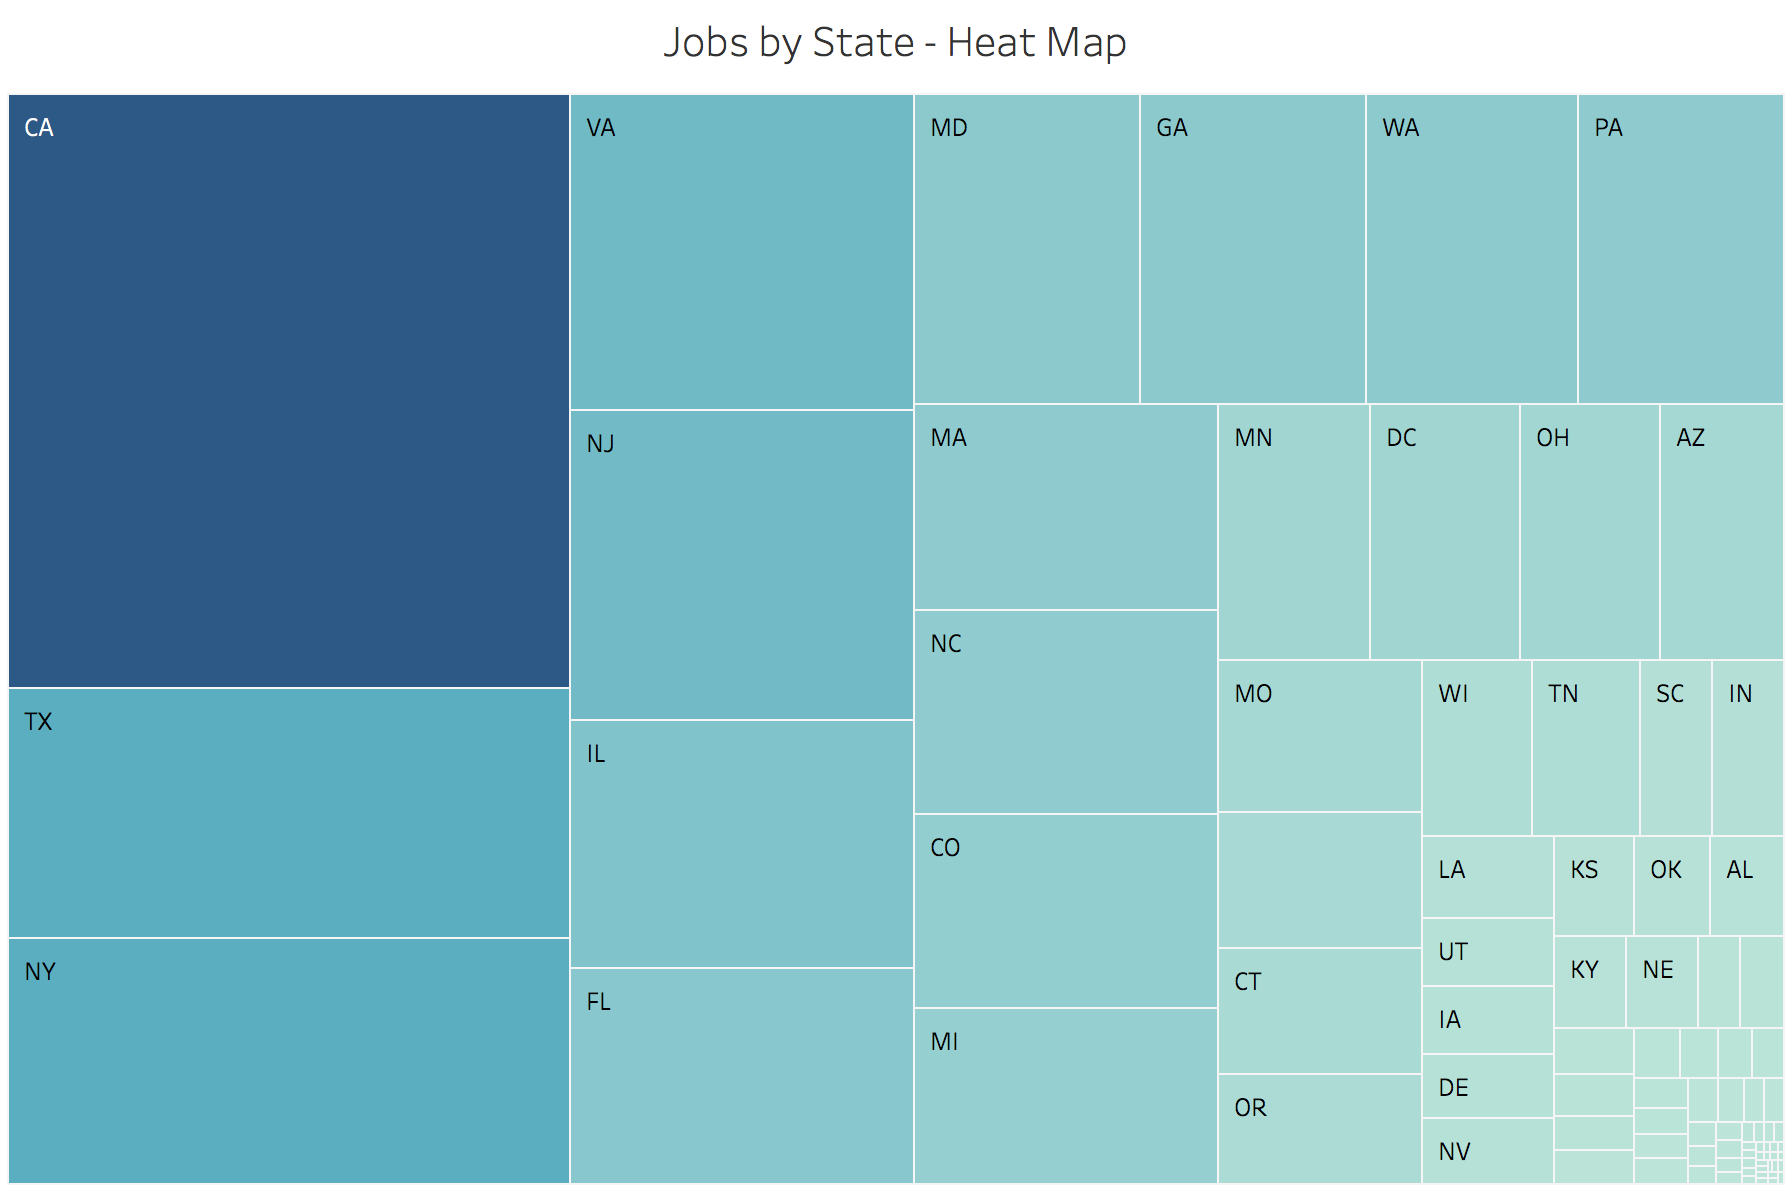 Jobs by State - Heat Map
CA
TX
NY
VA
NJ
IL
FL
MD
GA
WA
PA
MA
NC
CO
MI
MN
DC
OH
AZ
MO
CT
OR
WI
TN
SC
IN
LA
UT
IA
DE
NV
KS
OK
AL
KY
NE